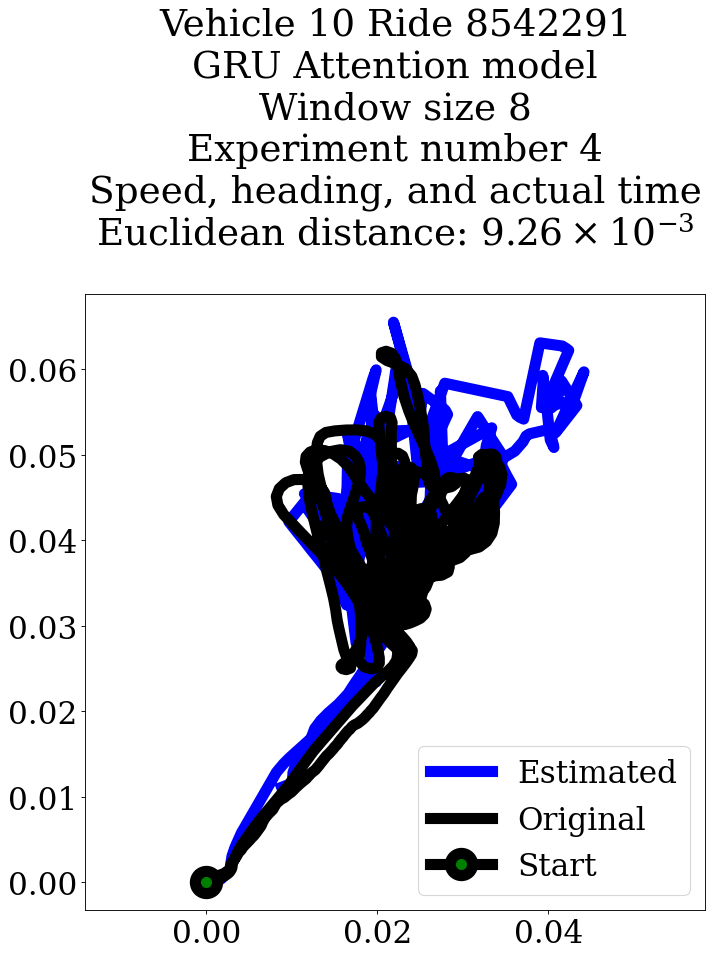 Vehicle 10 Ride 8542291
GRU Attention model
Window size 8
Experiment number 4
Speed, heading, and actual time
Euclidean distance: 9.26 × 10⁻³
0.06
0.05
0.04
0.03
0.02
0.01
0.00
Estimated
Original
Start
0.00 0.02 0.04